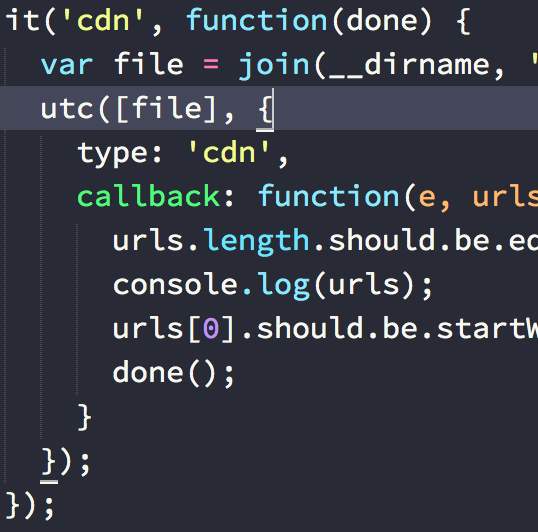 it('cdn', function(done) {
var file = join(__dirname, '
utc([file], {
type: 'cdn',
callback: function(e, urls
urls.length.should.be.eq
console.log(urls);
urls[0].should.be.startW
done();
}
});
});